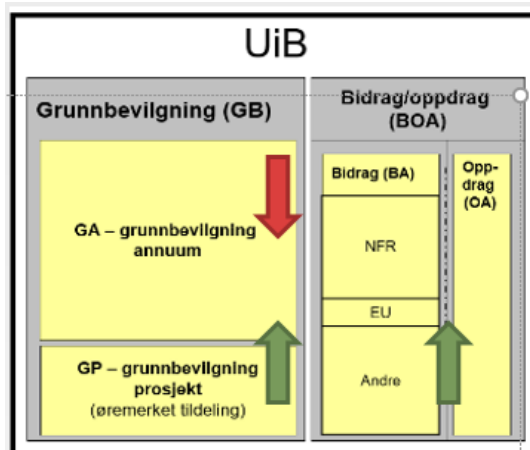 UiB
Grunnbevilgning (GB)
GA – grunnbevilgning
annuum
GP – grunnbevilgning
prosjekt
(øremerket tildeling)
Bidrag/oppdrag
(BOA)
Bidrag (BA)
NFR
EU
Andre
Opp-
drag
(OA)